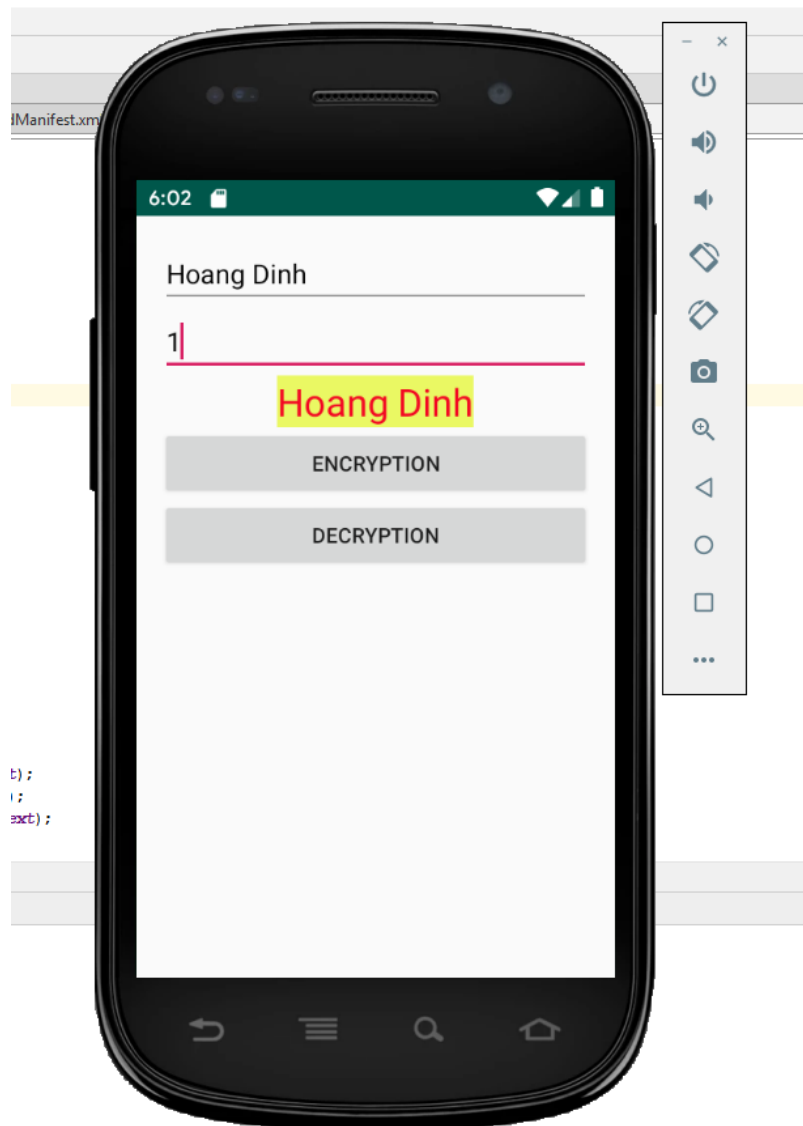 dManifest.xm
6:02
Hoang Dinh
1
Hoang Dinh
ENCRYPTION
DECRYPTION
t);
);
ext);